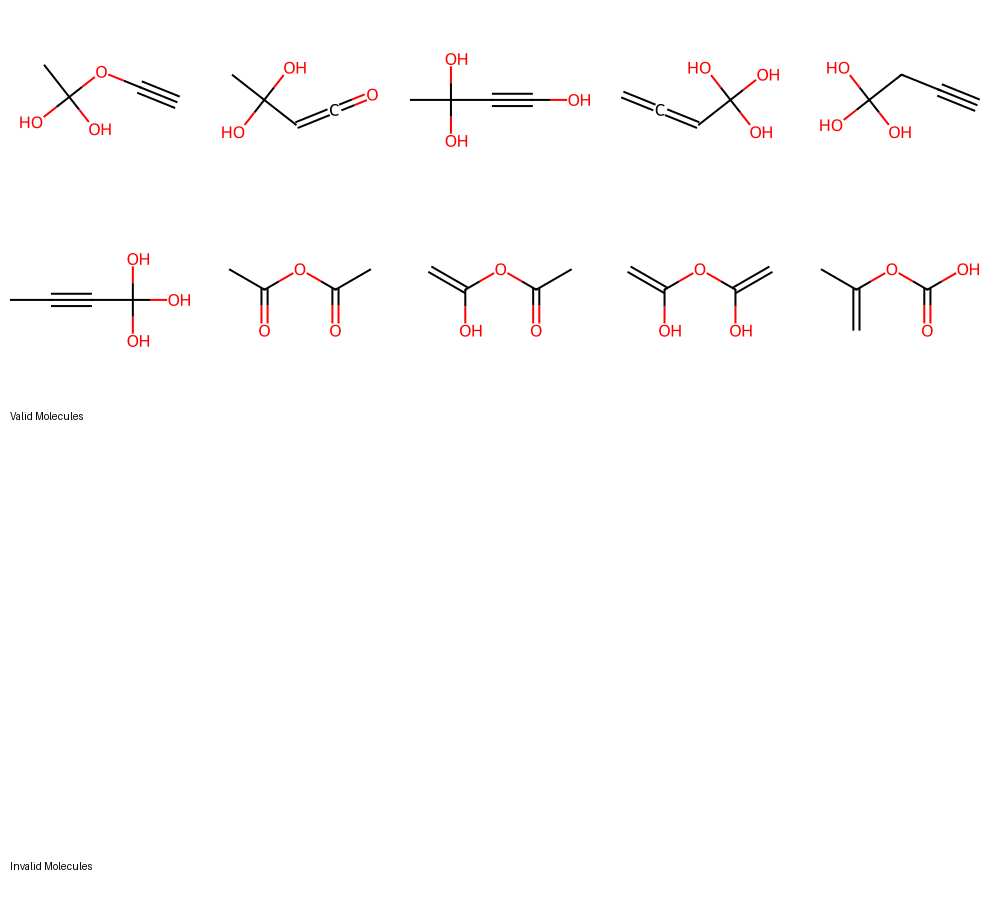 O HO OH
OH C O HO
OH OH OH
HO OH C OH
HO HO OH
OH OH OH
O O O
O OH O
O OH OH
O OH O
Valid Molecules
Invalid Molecules